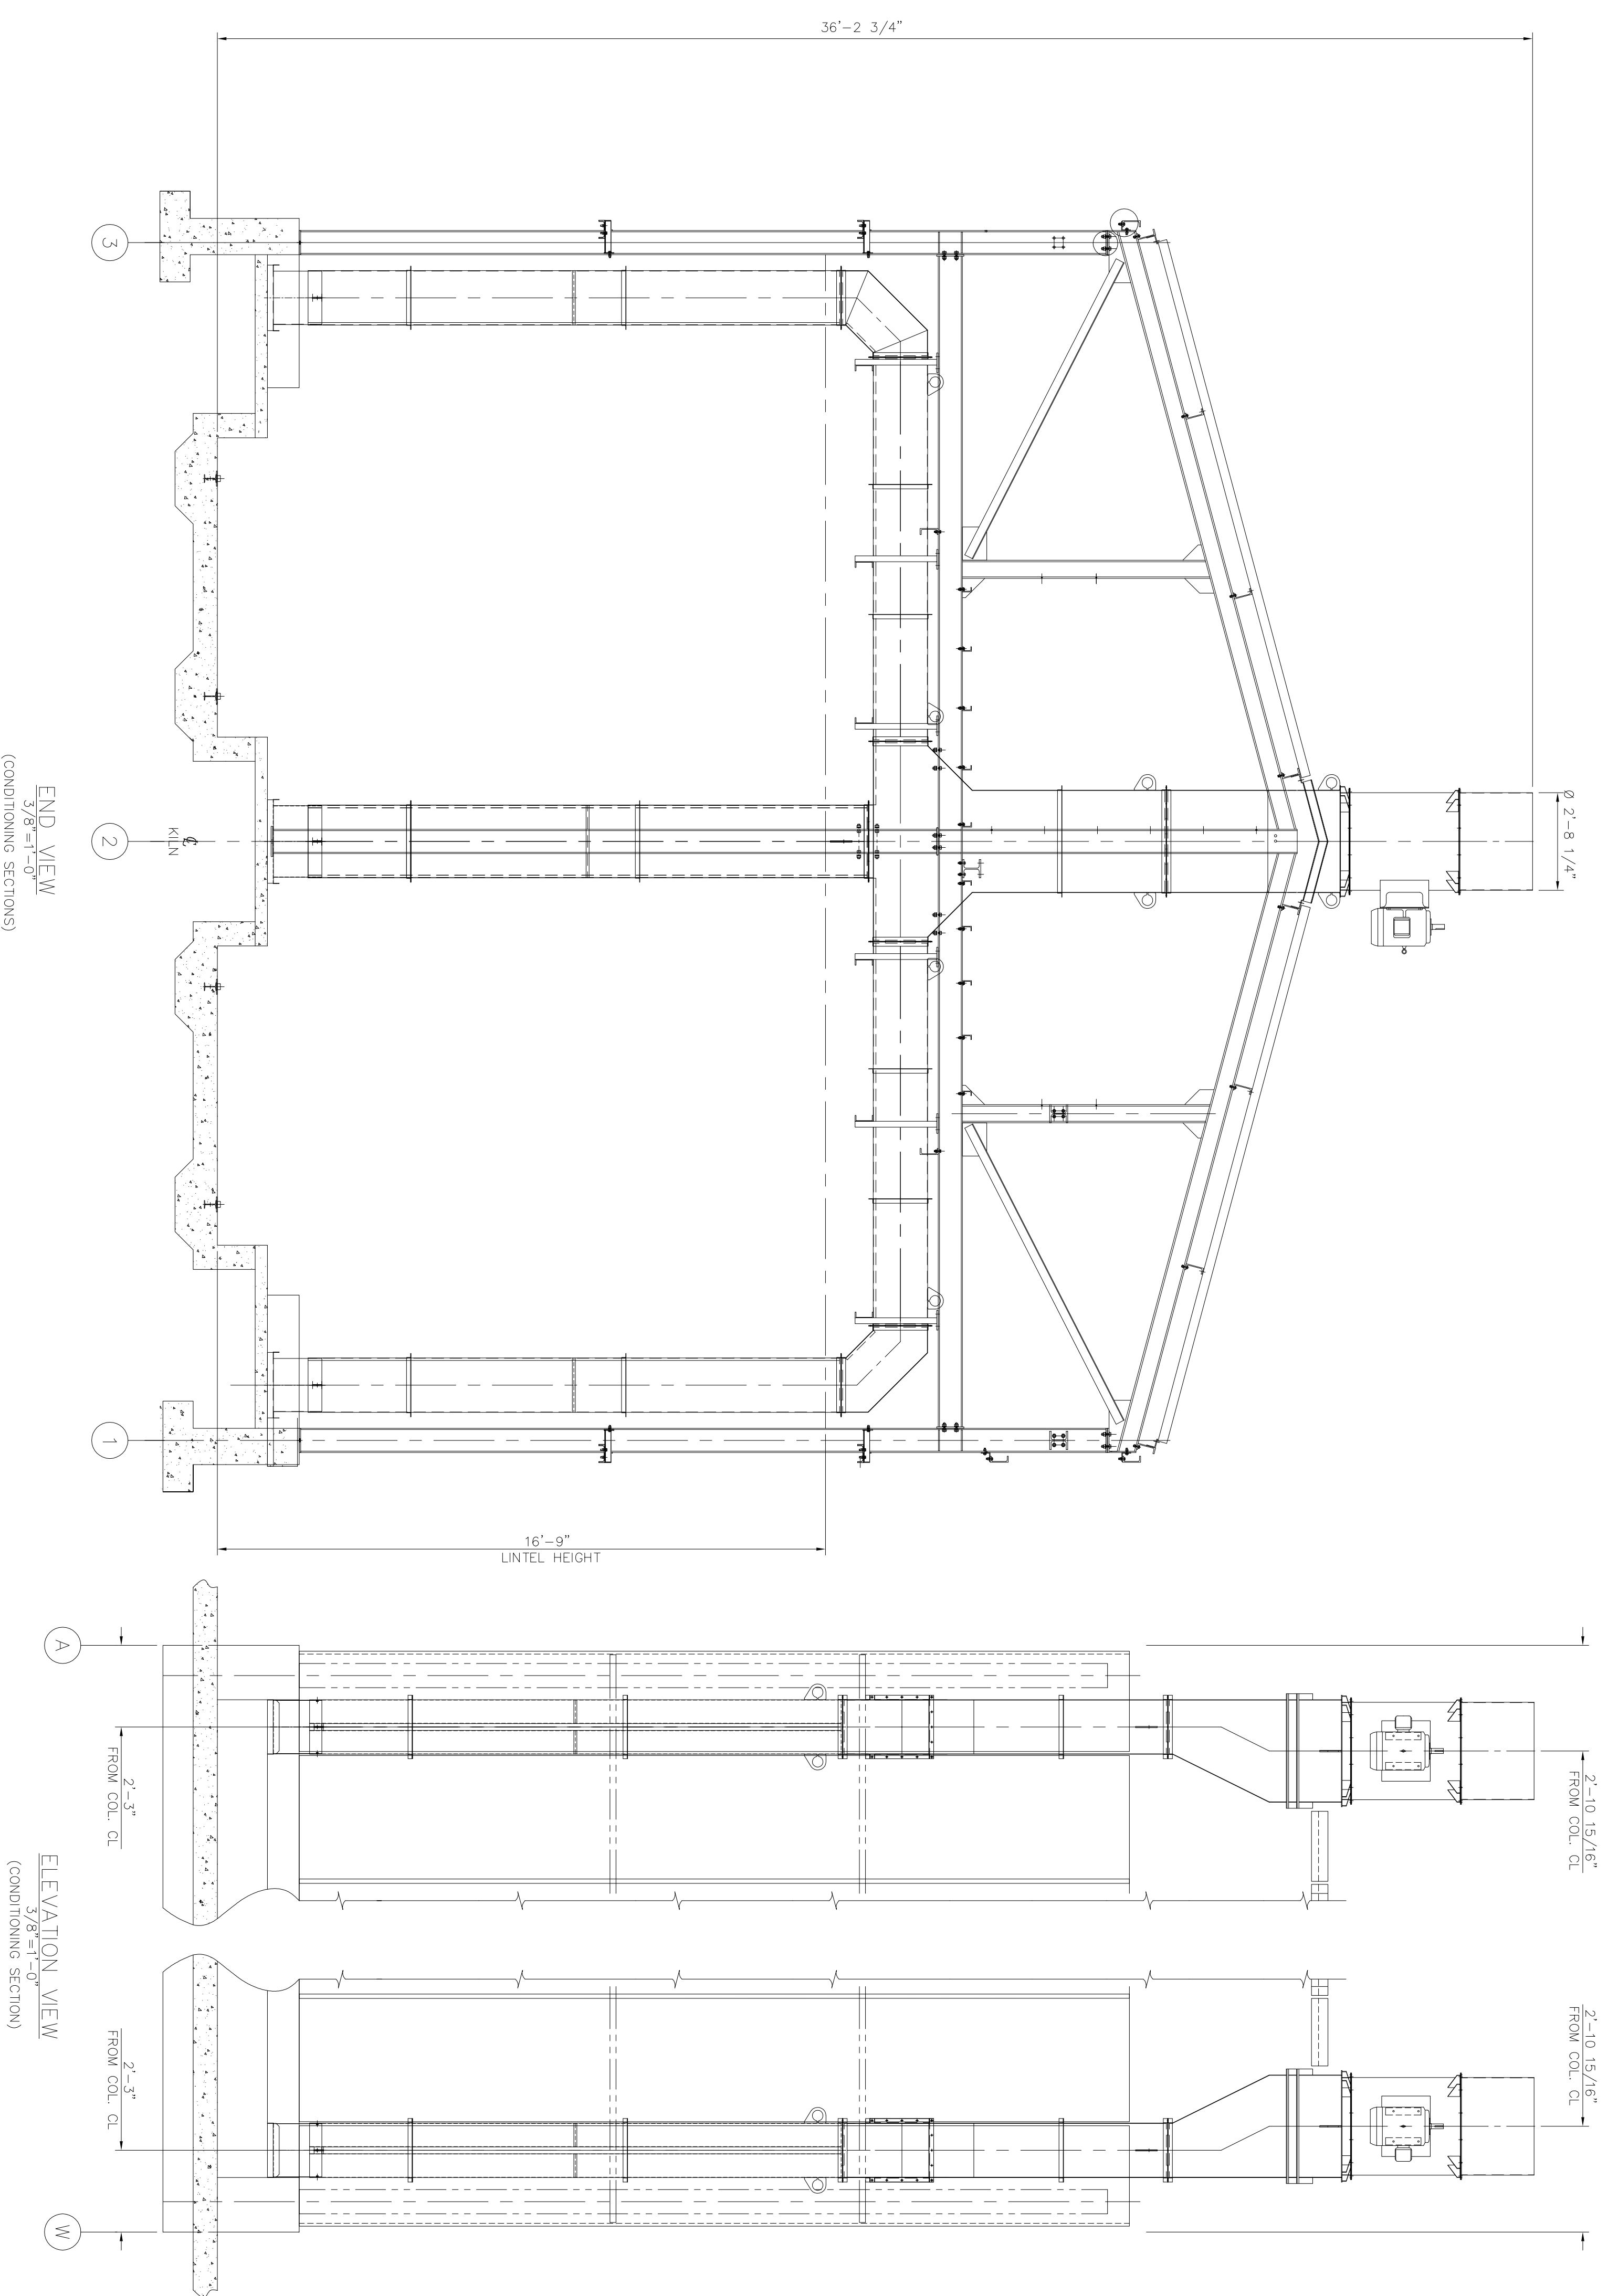 36'-2 3/4"
Ø 2'-8 1/4"
3
2
1
℄
KILN
16'-9"
LINTEL HEIGHT
END VIEW
3/8"=1'-0"
(CONDITIONING SECTIONS)
2'-10 15/16"
FROM COL. CL
2'-10 15/16"
FROM COL. CL
2'-3"
FROM COL. CL
2'-3"
FROM COL. CL
A
W
ELEVATION VIEW
3/8"=1'-0"
(CONDITIONING SECTION)